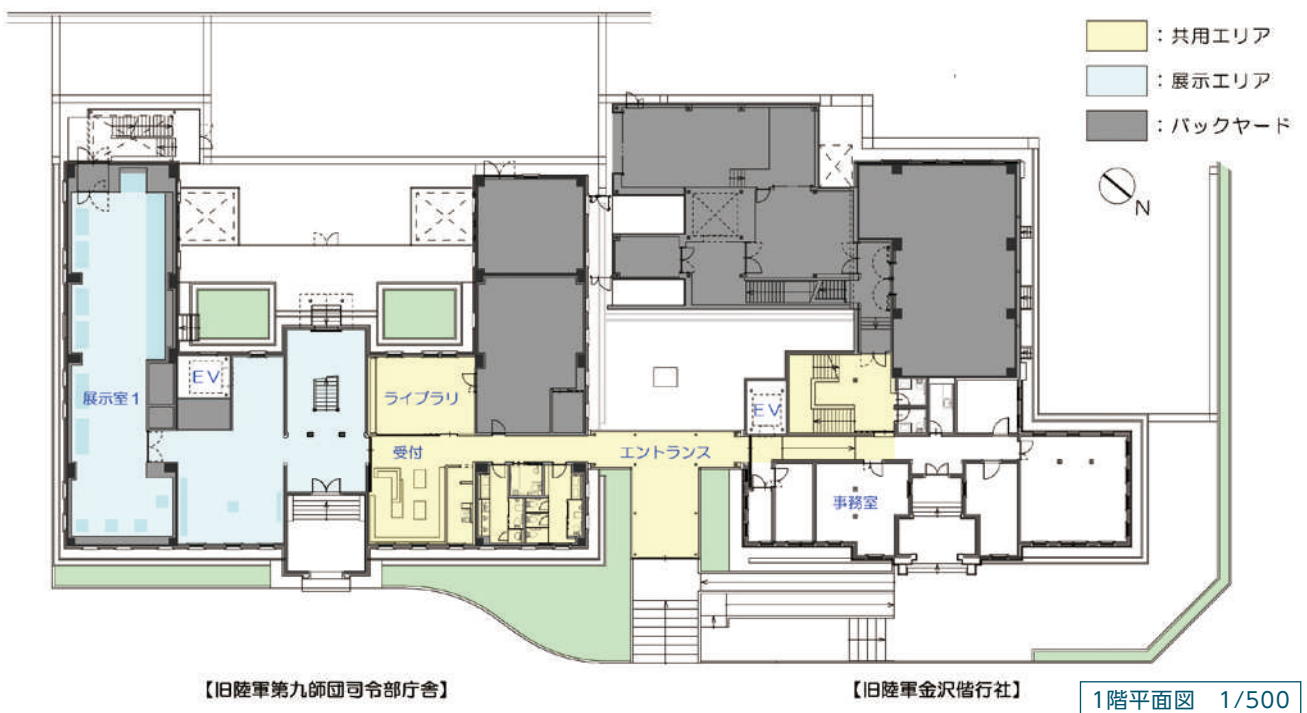 ：共用エリア
：展示エリア
：バックヤード
N
EV
展示室１
ライブラリ
受付
エントランス
EV
事務室
【旧陸軍第九師団司令部庁舎】
【旧陸軍金沢偕行社】
1階平面図　1/500